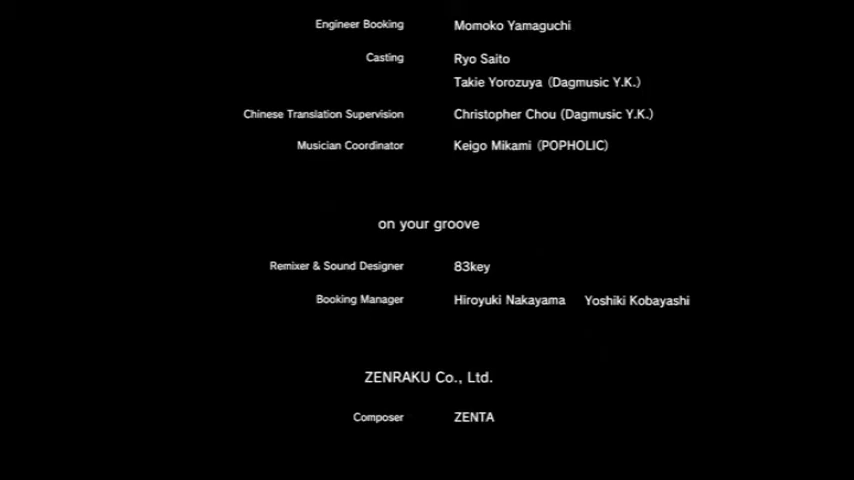 Engineer Booking Momoko Yamaguchi
Casting Ryo Saito
Takie Yorozuya (Dagmusic Y.K.)
Chinese Translation Supervision Christopher Chou (Dagmusic Y.K.)
Musician Coordinator Keigo Mikami (POPHOLIC)
on your groove
Remixer & Sound Designer 83key
Booking Manager Hiroyuki Nakayama Yoshiki Kobayashi
ZENRAKU Co., Ltd.
Composer ZENTA